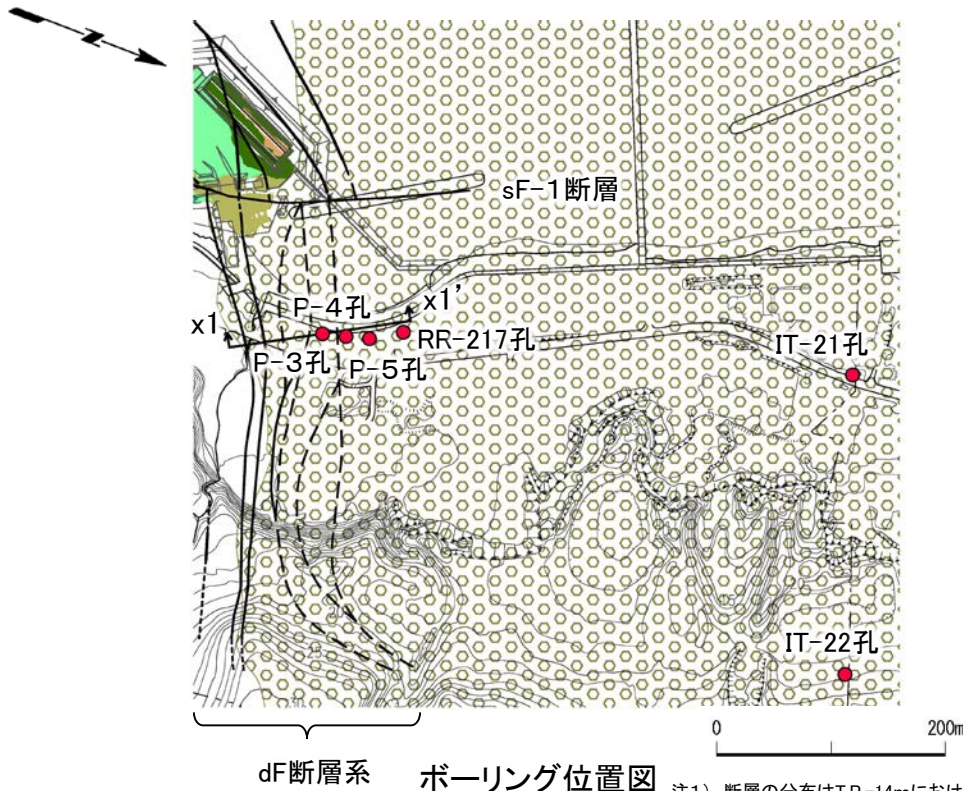 N
sF-1断層
P-4孔
x1'
x1
RR-217孔
P-3孔
P-5孔
IT-21孔
IT-22孔
0 200m
dF断層系
ボーリング位置図